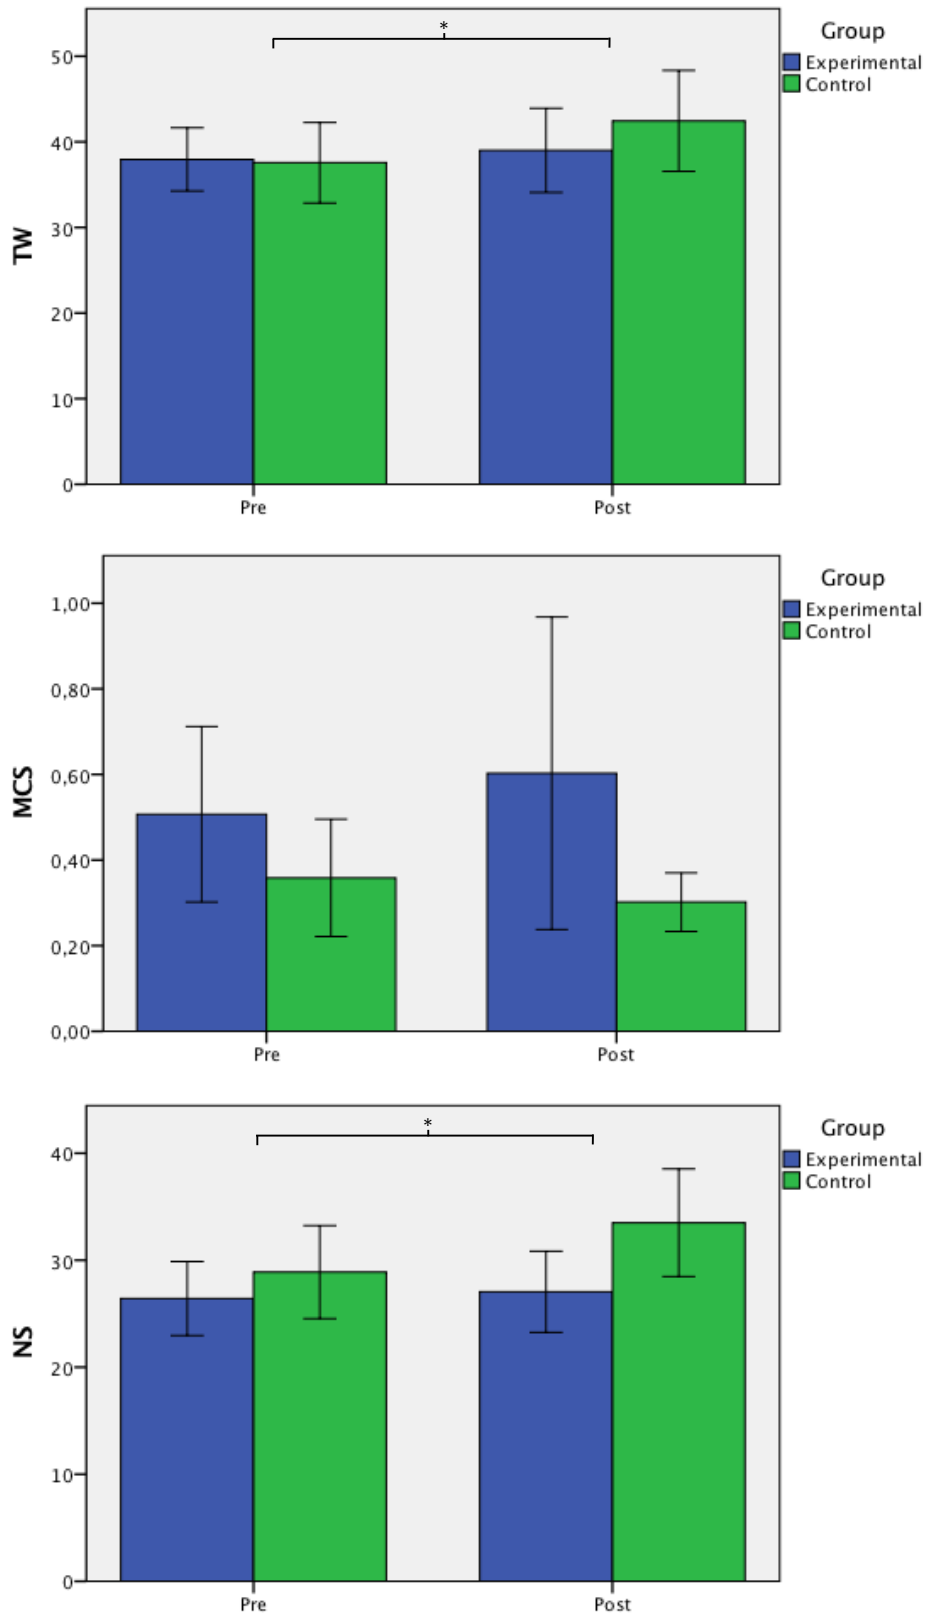 *
Group
Experimental
Control
50
40
30
20
10
0
TW
Pre Post
Group
Experimental
Control
1,00
0,80
0,60
0,40
0,20
0,00
MCS
Pre Post
*
Group
Experimental
Control
40
30
20
10
0
NS
Pre Post